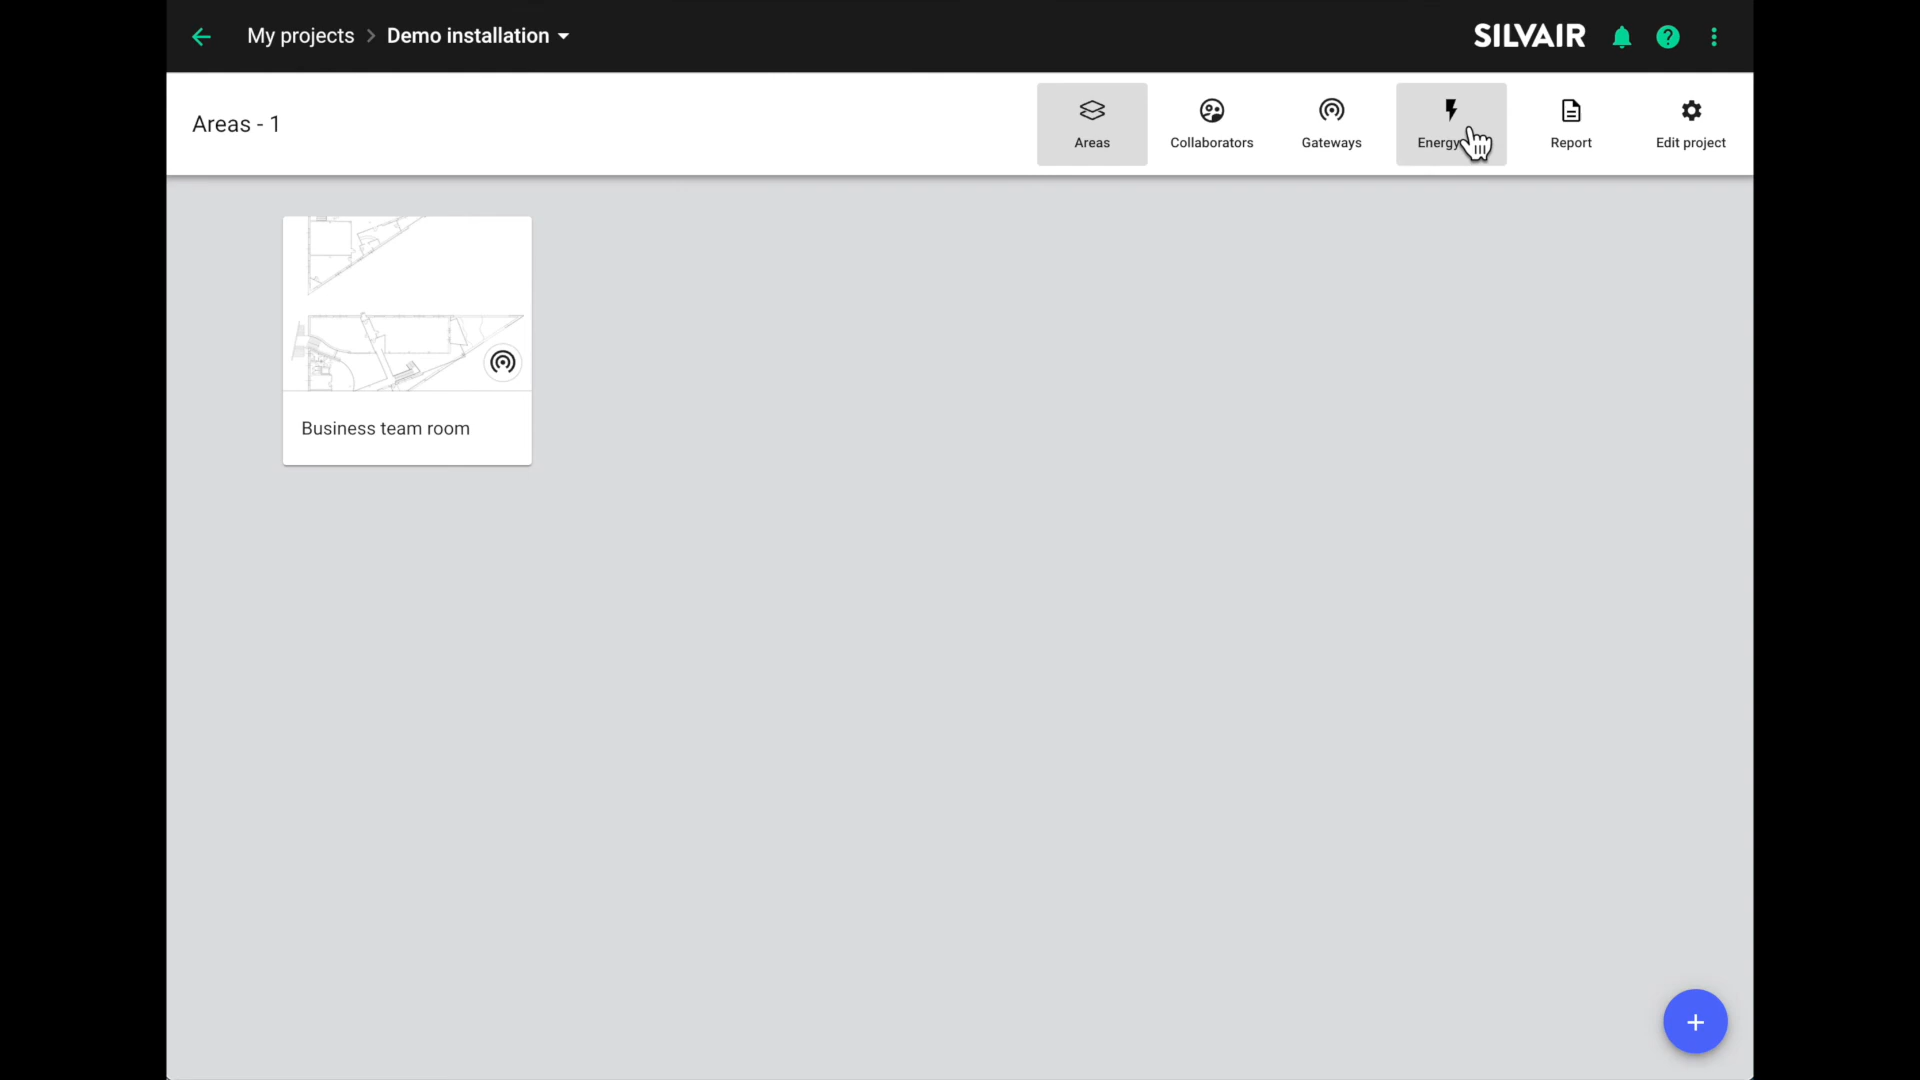 My projects > Demo installation
SILVAIR
Areas - 1
Areas
Collaborators
Gateways
Energy
Report
Edit project
Business team room